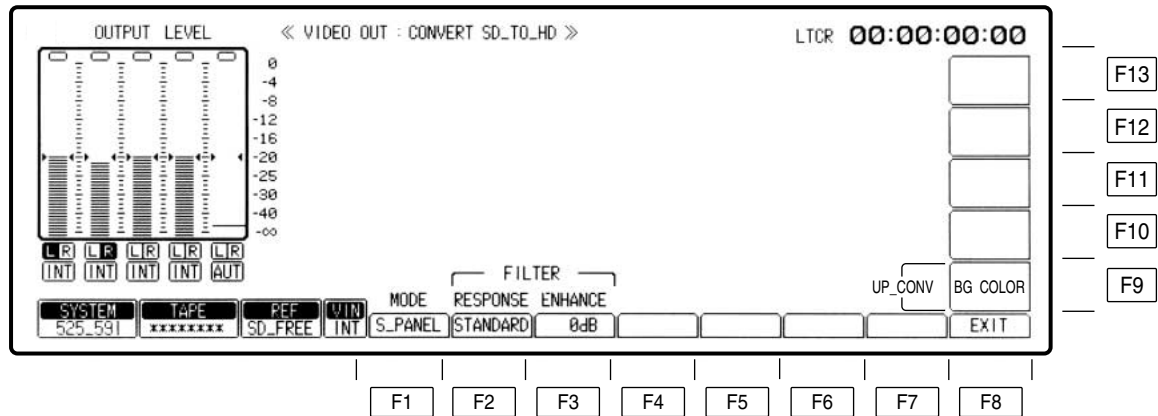 OUTPUT LEVEL
≪ VIDEO OUT : CONVERT SD_TO_HD ≫
LTCR 00:00:00:00
0
-4
-8
-12
-16
-20
-25
-30
-40
-∞
L R L R L R L R L R
INT INT INT INT AUT
F13
F12
F11
F10
F9
UP_CONV BG COLOR
FILTER
MODE RESPONSE ENHANCE
SYSTEM TAPE REF VIN
525_59I ******** SD_FREE INT S_PANEL STANDARD 0dB EXIT
F1 F2 F3 F4 F5 F6 F7 F8